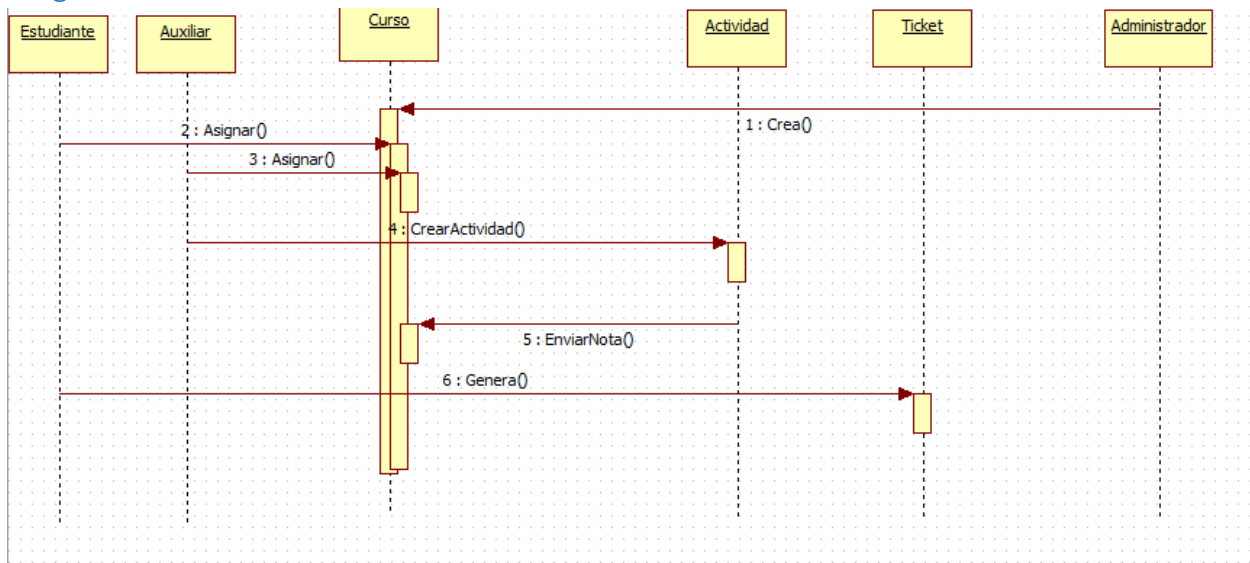 Estudiante
Auxiliar
Curso
Actividad
Ticket
Administrador
1 : Crea()
2 : Asignar()
3 : Asignar()
4 : CrearActividad()
5 : EnviarNota()
6 : Genera()